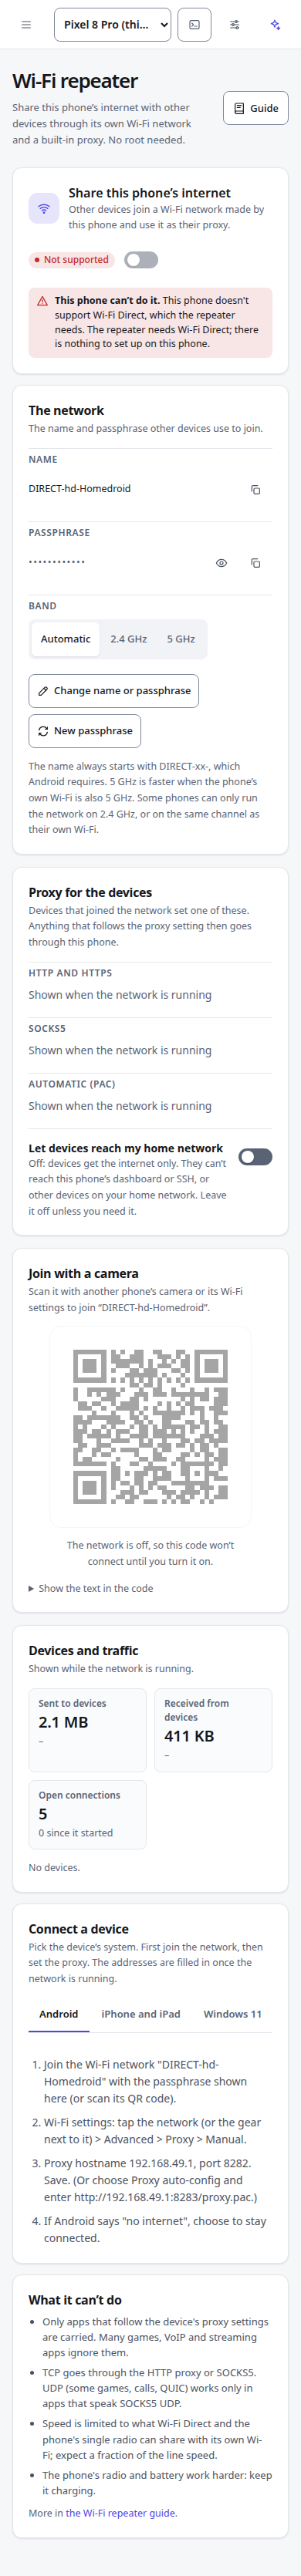 Pixel 8 Pro (thi...
Wi-Fi repeater
Share this phone's internet with other
devices through its own Wi-Fi network
and a built-in proxy. No root needed.
Guide
Share this phone's internet
Other devices join a Wi-Fi network made by
this phone and use it as their proxy.
Not supported
This phone can't do it. This phone doesn't
support Wi-Fi Direct, which the repeater
needs. The repeater needs Wi-Fi Direct; there
is nothing to set up on this phone.
The network
The name and passphrase other devices use to join.
NAME
DIRECT-hd-Homedroid
PASSPHRASE
••••••••••••
BAND
Automatic
2.4 GHz
5 GHz
Change name or passphrase
New passphrase
The name always starts with DIRECT-xx-, which
Android requires. 5 GHz is faster when the phone's
own Wi-Fi is also 5 GHz. Some phones can only run
the network on 2.4 GHz, or on the same channel as
their own Wi-Fi.
Proxy for the devices
Devices that joined the network set one of these.
Anything that follows the proxy setting then goes
through this phone.
HTTP AND HTTPS
Shown when the network is running
SOCKS5
Shown when the network is running
AUTOMATIC (PAC)
Shown when the network is running
Let devices reach my home network
Off: devices get the internet only. They can't
reach this phone's dashboard or SSH, or
other devices on your home network. Leave
it off unless you need it.
Join with a camera
Scan it with another phone's camera or its Wi-Fi
settings to join “DIRECT-hd-Homedroid”.
The network is off, so this code won't
connect until you turn it on.
Show the text in the code
Devices and traffic
Shown while the network is running.
Sent to devices
2.1 MB
–
Received from
devices
411 KB
–
Open connections
5
0 since it started
No devices.
Connect a device
Pick the device's system. First join the network, then
set the proxy. The addresses are filled in once the
network is running.
Android
iPhone and iPad
Windows 11
1. Join the Wi-Fi network "DIRECT-hd-
Homedroid" with the passphrase shown
here (or scan its QR code).
2. Wi-Fi settings: tap the network (or the gear
next to it) > Advanced > Proxy > Manual.
3. Proxy hostname 192.168.49.1, port 8282.
Save. (Or choose Proxy auto-config and
enter http://192.168.49.1:8283/proxy.pac.)
4. If Android says "no internet", choose to stay
connected.
What it can't do
Only apps that follow the device's proxy settings
are carried. Many games, VoIP and streaming
apps ignore them.
TCP goes through the HTTP proxy or SOCKS5.
UDP (some games, calls, QUIC) works only in
apps that speak SOCKS5 UDP.
Speed is limited to what Wi-Fi Direct and the
phone's single radio can share with its own Wi-
Fi; expect a fraction of the line speed.
The phone's radio and battery work harder: keep
it charging.
More in the Wi-Fi repeater guide.